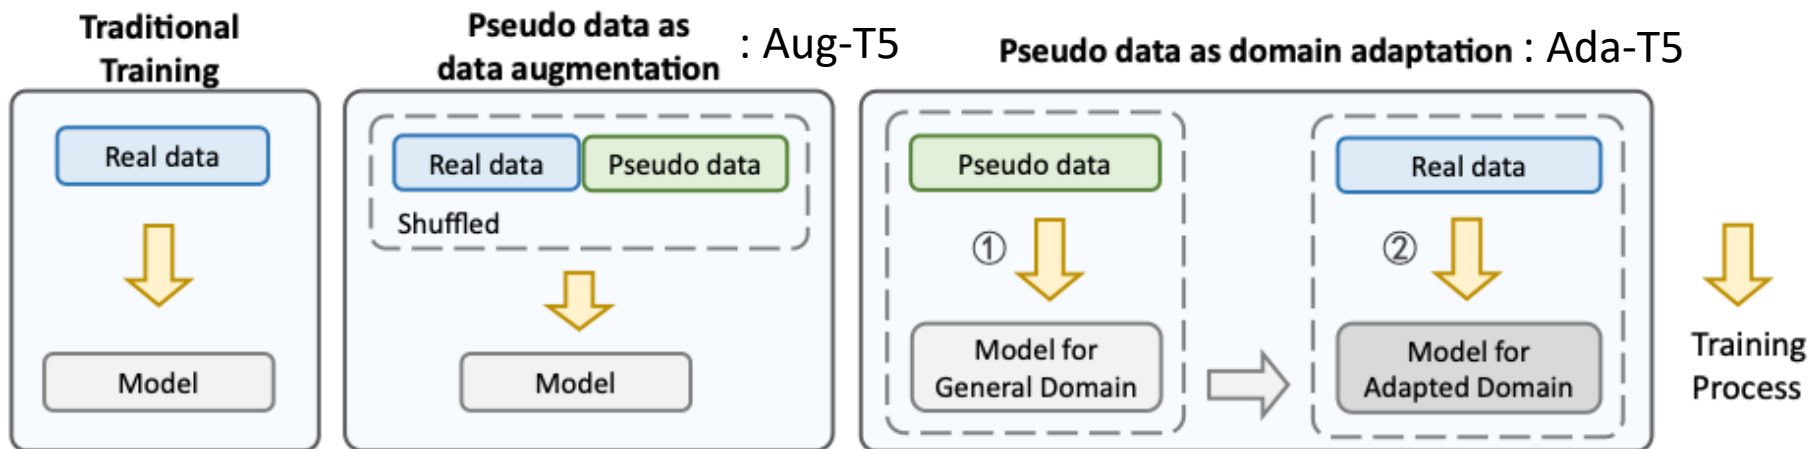 Traditional
Training
Real data
Model
Pseudo data as
data augmentation
: Aug-T5
Real data
Pseudo data
Shuffled
Model
Pseudo data as domain adaptation : Ada-T5
Pseudo data
①
Model for
General Domain
Real data
②
Model for
Adapted Domain
Training
Process